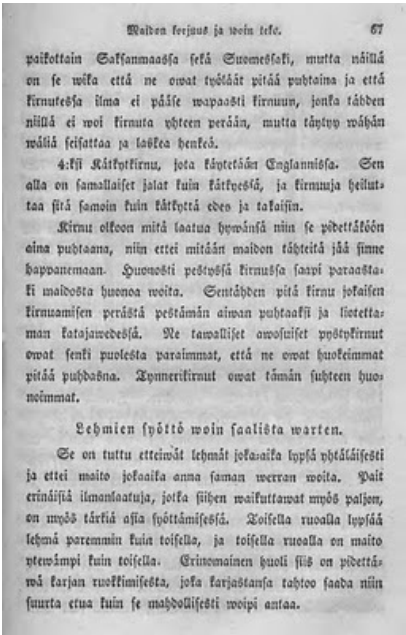 Maidon korjuus ja woin teko. 67
paikottain Saksanmaassa sekä Suomessaki, mutta näillä
on se wika että ne owat työläät pitää puhtaina ja että
kirnutessa ilma ei pääse wapaasti kirnuun, jonka tähden
niillä ei woi kirnuta yhteen perään, mutta täytyy wähän
wäliä seisattaa ja laskea henkeä.
4:ksi Kätkytkirnu, jota käytetään Englannissa. Sen
alla on samallaiset jalat kuin kätkyessä, ja kirnuuja heilut-
taa sitä samoin kuin kätkyttä edes ja takaisin.
Kirnu olkoon mitä laatua hywänsä niin se pidettäköön
aina puhtaana, niin ettei mitään maidon tähteitä jää sinne
happanemaan. Huonosti pestyssä kirnussa saapi paraasta-
ki maidosta huonoa woita. Sentähden pitä kirnu jokaisen
kirnuamisen perästä pestämän aiwan puhtaaksi ja liotetta-
man katajawedessä. Ne tawalliset awosuiset pystykirnut
owat senki puolesta paraimmat, että ne owat huokeimmat
pitää puhdasna. Tynnerikirnut owat tämän suhteen huo-
noimmat.
Lehmien syöttö woin saalista warten.
Se on tuttu etteiwät lehmät joka-aika lypsä yhtäläisesti
ja ettei maito jokaaika anna saman werran woita. Pait
erinäisiä ilmanlaatuja, jotka siihen waikuttawat myös paljon,
on myös tärkiä asia syöttämisessä. Toisella ruoalla lypsää
lehmä paremmin kuin toisella, ja toisella ruoalla on maito
ytewämpi kuin toisella. Erinomainen huoli siis on pidettä-
wä karjan ruokkimisesta, joka karjastansa tahtoo saada niin
suurta etua kuin se mahdollisesti woipi antaa.